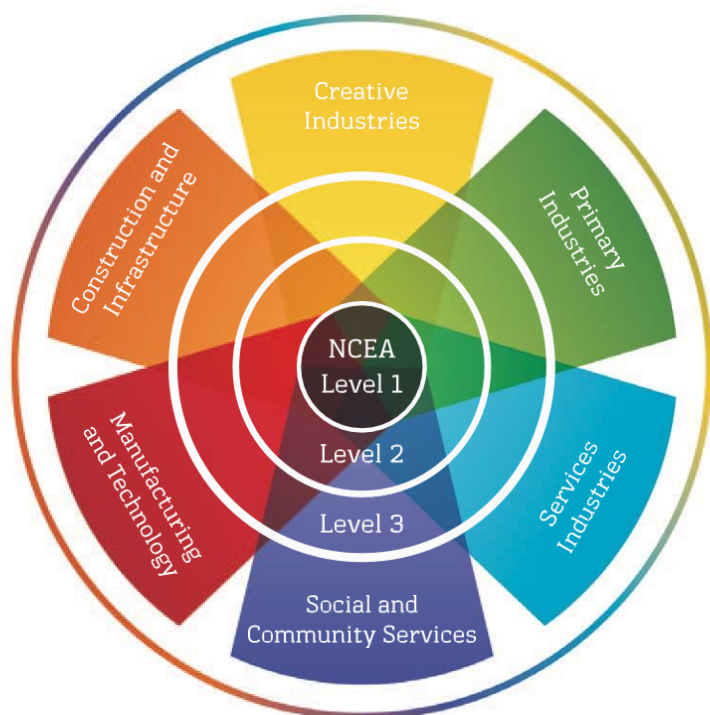 Creative
Industries
Primary
Industries
Services
Industries
Social and
Community Services
Manufacturing
and Technology
Construction and
Infrastructure
NCEA
Level 1
Level 2
Level 3